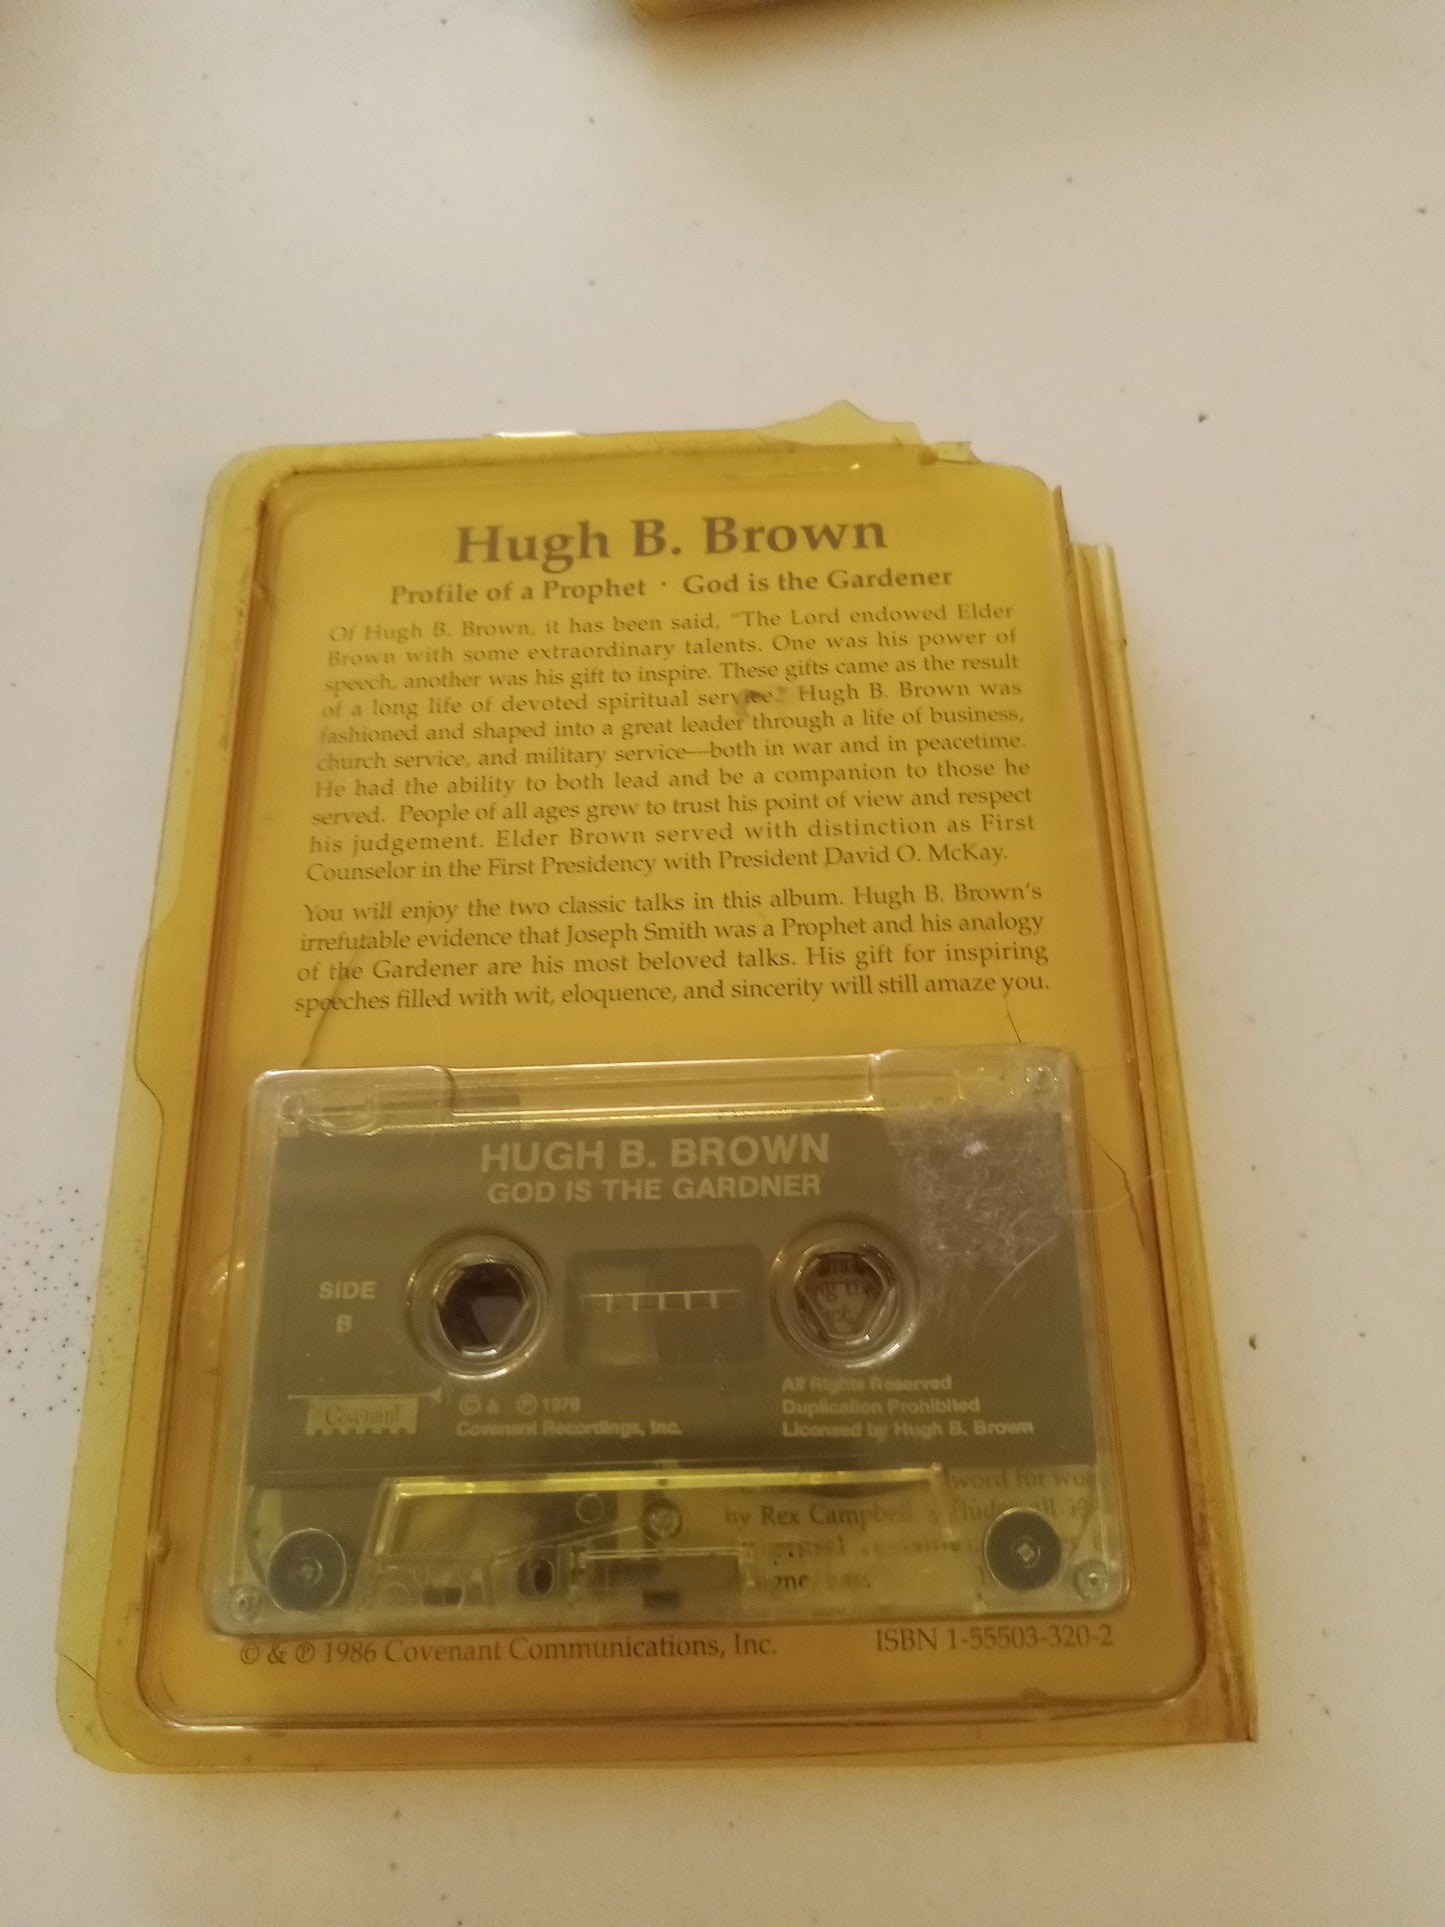 Hugh B. Brown
Profile of a Prophet · God is the Gardener
Of Hugh B. Brown, it has been said, "The Lord endowed Elder
Brown with some extraordinary talents. One was his power of
speech, another was his gift to inspire. These gifts came as the result
of a long life of devoted spiritual service." Hugh B. Brown was
fashioned and shaped into a great leader through a life of business,
church service, and military service—both in war and in peacetime.
He had the ability to both lead and be a companion to those he
served. People of all ages grew to trust his point of view and respect
his judgement. Elder Brown served with distinction as First
Counselor in the First Presidency with President David O. McKay.
You will enjoy the two classic talks in this album. Hugh B. Brown's
irrefutable evidence that Joseph Smith was a Prophet and his analogy
of the Gardener are his most beloved talks. His gift for inspiring
speeches filled with wit, eloquence, and sincerity will still amaze you.
HUGH B. BROWN
GOD IS THE GARDNER
SIDE
B
Covenant
© & ℗ 1976
Covenant Recordings, Inc.
All Rights Reserved
Duplication Prohibited
Licensed by Hugh B. Brown
word for
by Rex Campbell
© & ℗ 1986 Covenant Communications, Inc. ISBN 1-55503-320-2